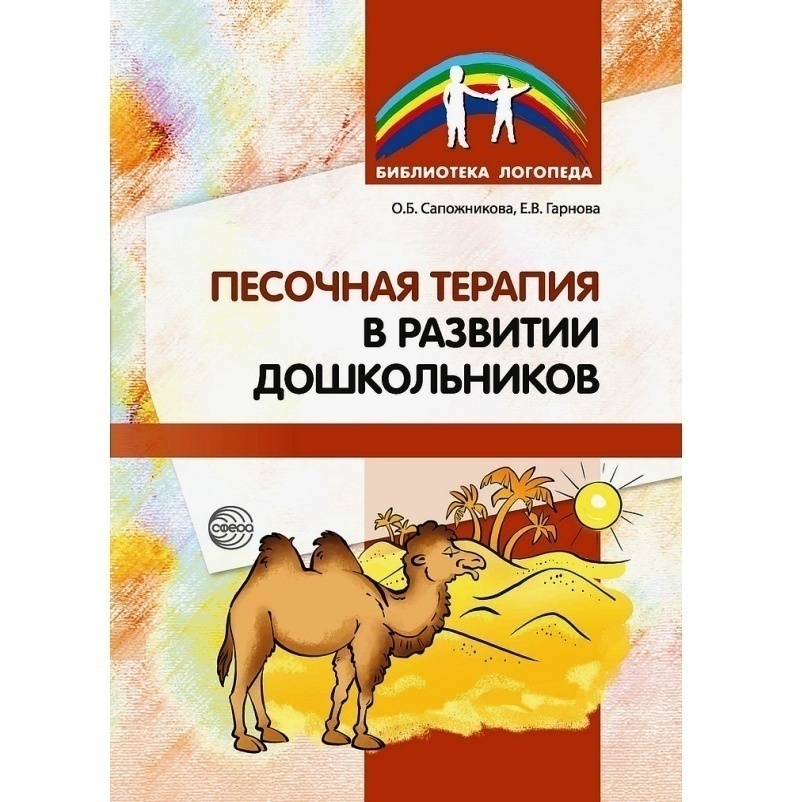 БИБЛИОТЕКА ЛОГОПЕДА
О.Б. Сапожникова, Е.В. Гарнова
ПЕСОЧНАЯ ТЕРАПИЯ
В РАЗВИТИИ
ДОШКОЛЬНИКОВ
сфера